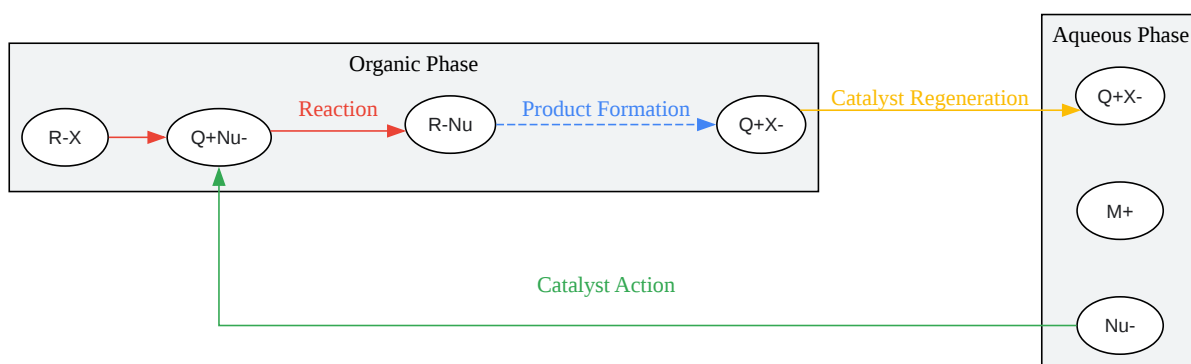 Aqueous Phase
Organic Phase
Reaction
Product Formation
Catalyst Regeneration
Q+X-
R-X
Q+Nu-
R-Nu
Q+X-
M+
Catalyst Action
Nu-